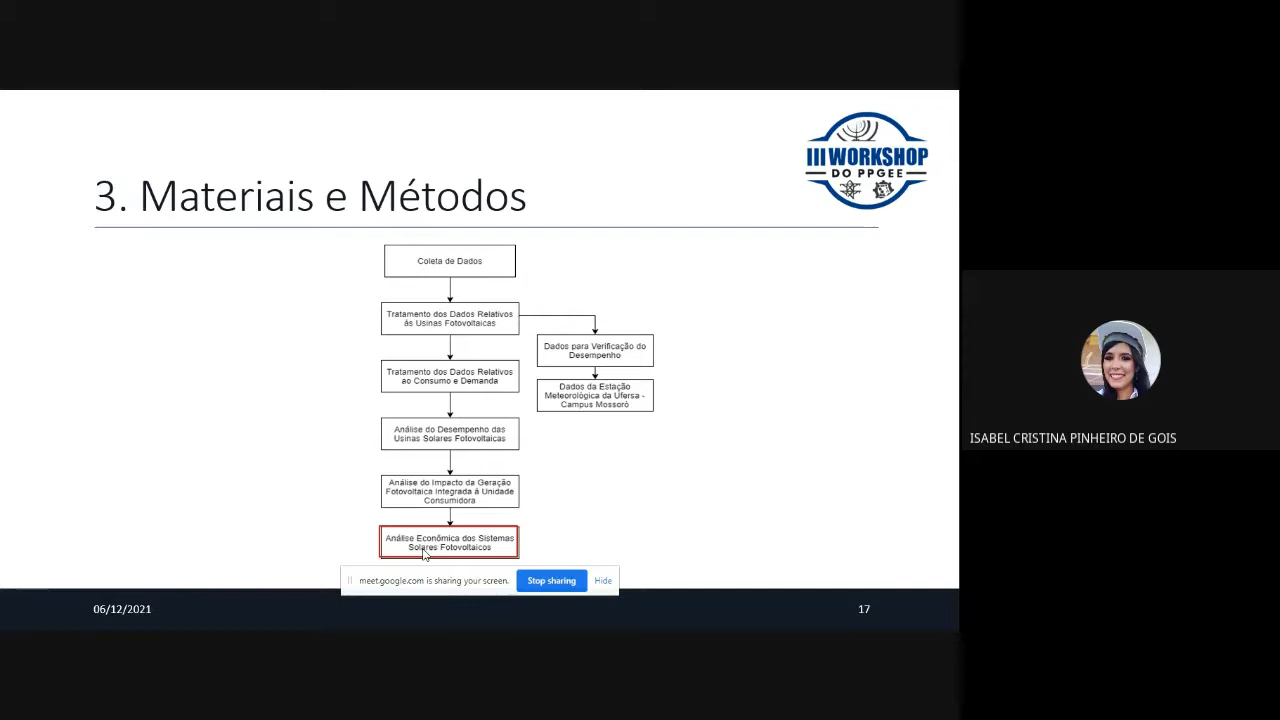 III WORKSHOP
DO PPGEE
3. Materiais e Métodos
Coleta de Dados
Tratamento dos Dados Relativos
ás Usinas Fotovoltaicas
Dados para Verificação do
Desempenho
Tratamento dos Dados Relativos
ao Consumo e Demanda
Dados da Estação
Meteorológica da Ufersa -
Campus Mossoró
Análise do Desempenho das
Usinas Solares Fotovoltaicas
Análise do Impacto da Geração
Fotovoltaica Integrada á Unidade
Consumidora
Análise Econômica dos Sistemas
Solares Fotovoltaicos
meet.google.com is sharing your screen.
Stop sharing
Hide
06/12/2021
17
ISABEL CRISTINA PINHEIRO DE GOIS